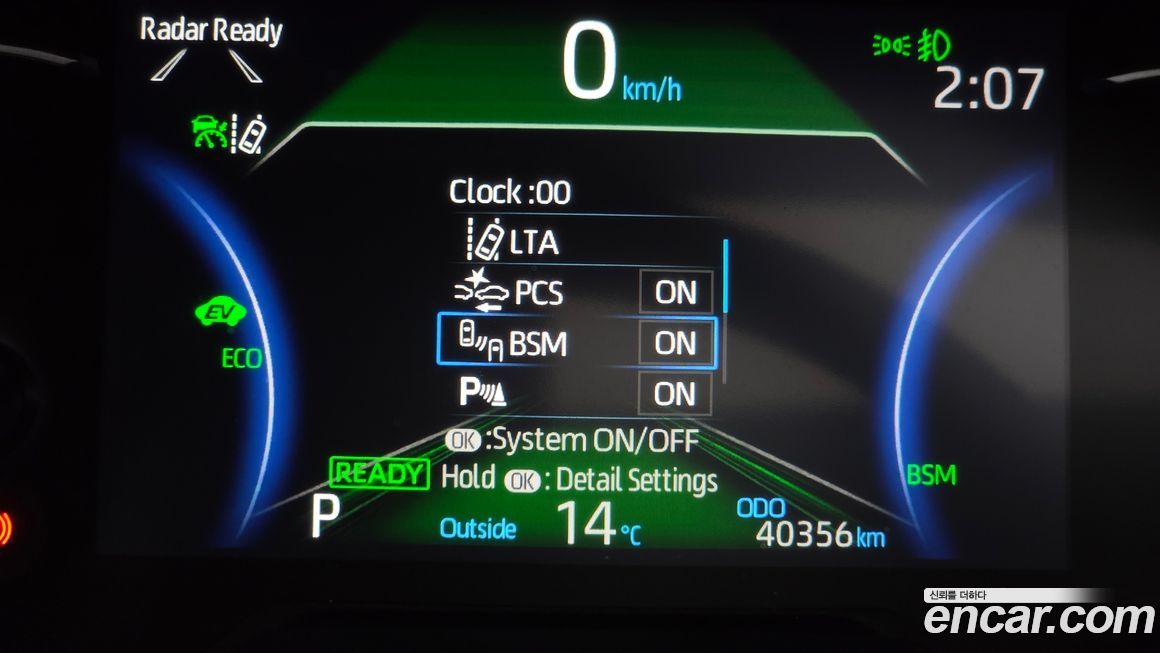 Radar Ready
0 km/h
2:07
Clock :00
LTA
PCS ON
BSM ON
P ON
EV
ECO
OK :System ON/OFF
READY
Hold OK : Detail Settings
BSM
P
Outside 14 °C
ODO
40356 km
신뢰를 더하다
encar.com